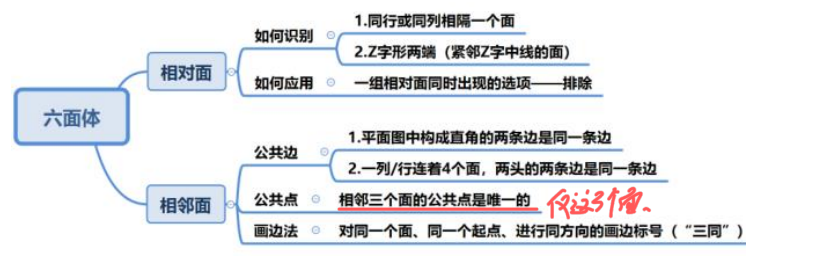 六面体
相对面
如何识别
1.同行或同列相隔一个面
2.Z字形两端（紧邻Z字中线的面）
如何应用
一组相对面同时出现的选项——排除
相邻面
公共边
1.平面图中构成直角的两条边是同一条边
2.一列/行连着4个面，两头的两条边是同一条边
公共点
相邻三个面的公共点是唯一的
画边法
对同一个面、同一个起点、进行同方向的画边标号（“三同”）